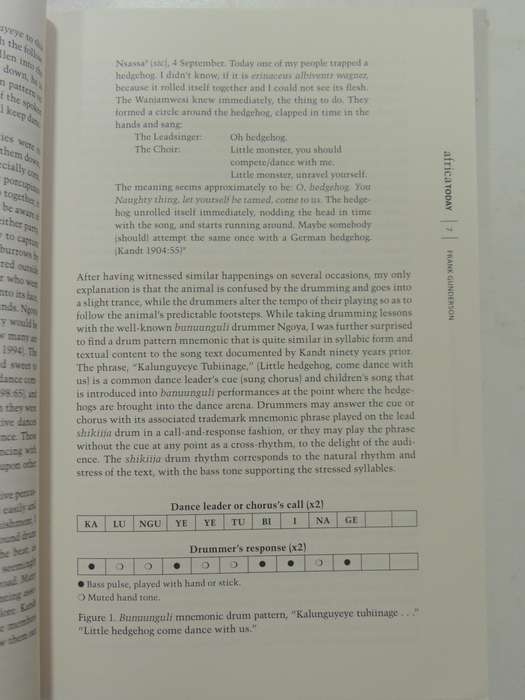 Nsassaª [sic], 4 September. Today one of my people trapped a
hedgehog. I didn't know, if it is erinaceus albiventr wagner,
because it rolled itself together and I could not see its flesh.
The Wanjamwesi knew immediately, the thing to do. They
formed a circle around the hedgehog, clapped in time in the
hands and sang:
The Leadsinger: Oh hedgehog.
The Choir: Little monster, you should
compete/dance with me.
Little monster, unravel yourself.
The meaning seems approximately to be: O, hedgehog. You
Naughty thing, let yourself be tamed, come to us. The hedge-
hog unrolled itself immediately, nodding the head in time
with the song, and starts running around. Maybe somebody
[should] attempt the same once with a German hedgehog.
[Kandt 1904:55]
After having witnessed similar happenings on several occasions, my only
explanation is that the animal is confused by the drumming and goes into
a slight trance, while the drummers alter the tempo of their playing so as to
follow the animal's predictable footsteps. While taking drumming lessons
with the well-known bunuunguli drummer Ngoya, I was further surprised
to find a drum pattern mnemonic that is quite similar in syllabic form and
textual content to the song text documented by Kandt ninety years prior.
The phrase, "Kalunguyeye Tubiinage," (Little hedgehog, come dance with
us) is a common dance leader's cue (sung chorus) and children's song that
is introduced into bunuunguli performances at the point where the hedge-
hogs are brought into the dance arena. Drummers may answer the cue or
chorus with its associated trademark mnemonic phrase played on the lead
shikiija drum in a call-and-response fashion, or they may play the phrase
without the cue at any point as a cross-rhythm, to the delight of the audi-
ence. The shikiija drum rhythm corresponds to the natural rhythm and
stress of the text, with the bass tone supporting the stressed syllables.
Dance leader or chorus's call (x2)
KA LU NGU YE YE TU BI I NA GE
Drummer's response (x2)
● ❍ ❍ ● ❍ ❍ ● ● ❍ ●
● Bass pulse, played with hand or stick.
❍ Muted hand tone.
Figure 1. Bunuunguli mnemonic drum pattern, "Kalunguyeye tubiinage . . ."
"Little hedgehog come dance with us."
africaTODAY
7
FRANK GUNDERSON